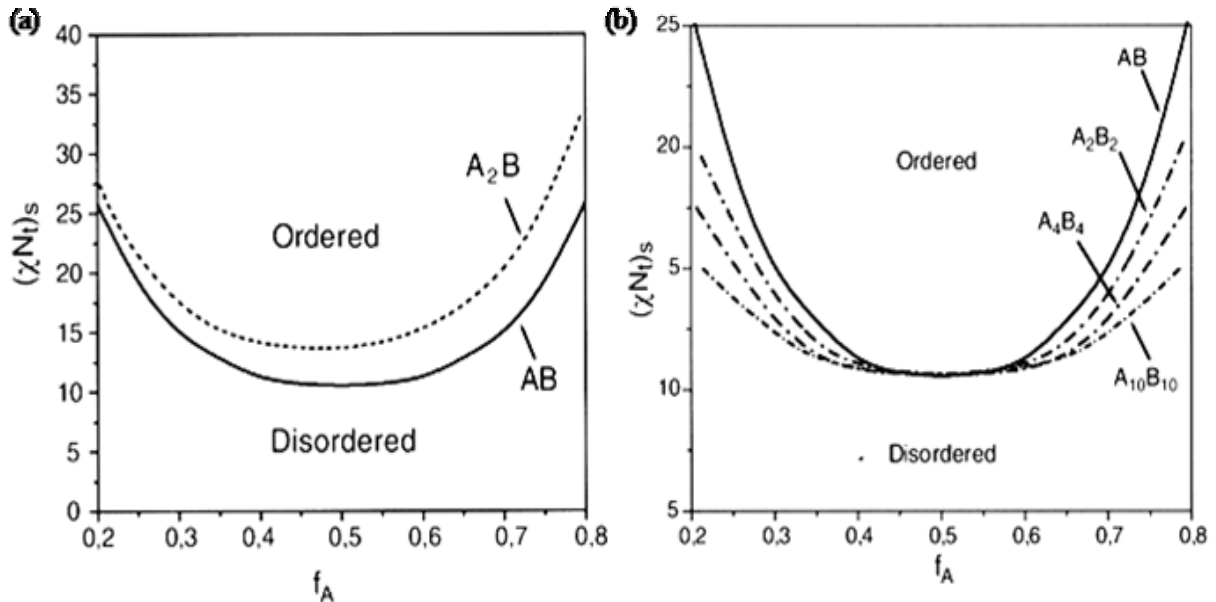 (a)
40
35
30
25
20
15
10
5
0
(χNₜ)ₛ
A₂B
Ordered
AB
Disordered
0,2 0,3 0,4 0,5 0,6 0,7 0,8
f_A
(b)
25
20
5
10
5
(χNₜ)ₛ
AB
A₂B₂
Ordered
A₄B₄
A₁₀B₁₀
Disordered
0,2 0,3 0,4 0,5 0,6 0,7 0,8
f_A